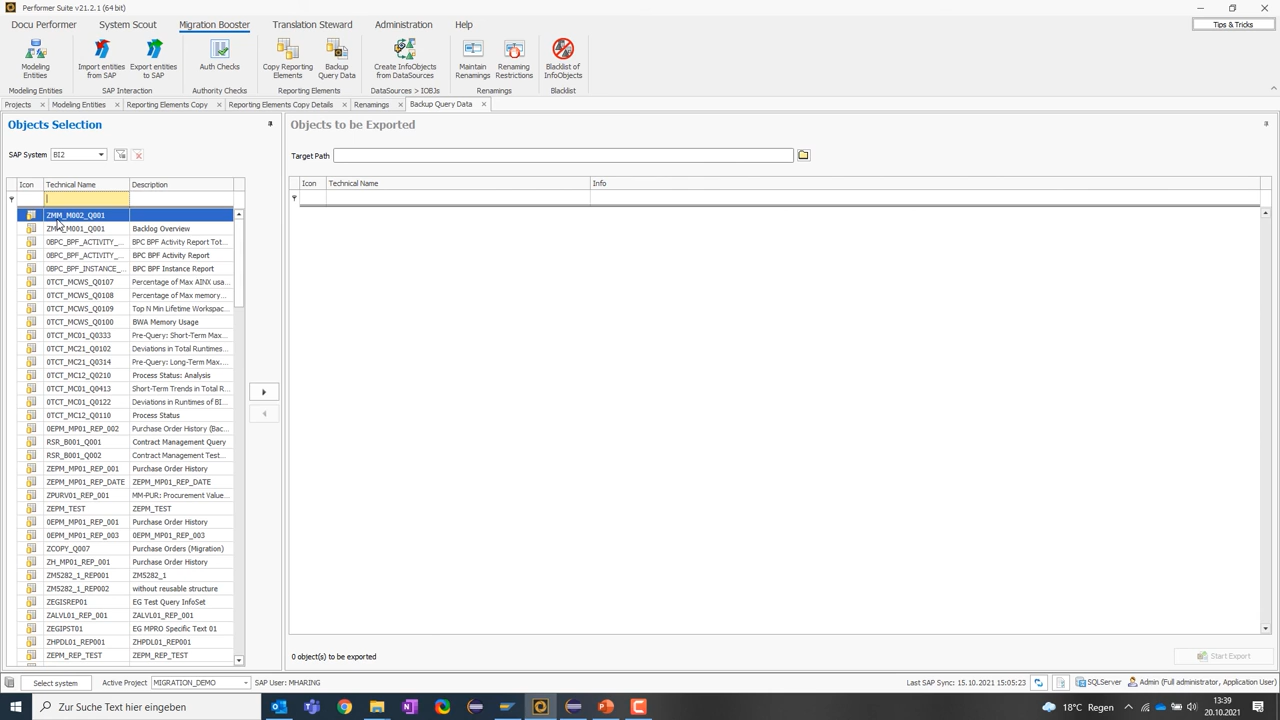 Performer Suite - v21.2.1 (64 bit)
Docu Performer System Scout Migration Booster Translation Steward Administration Help Tips & Tricks
Modeling Entities
Import entities from SAP
Export entities to SAP
Auth Checks
Copy Reporting Elements
Backup Query Data
Create InfoObjects from DataSources
Maintain Renamings
Renaming Restrictions
Blacklist of InfoObjects
Modeling Entities SAP Interaction Authority Checks Reporting Elements DataSources > IOBJs Renamings Blacklist
Projects Modeling Entities Reporting Elements Copy Reporting Elements Copy Details Renamings Backup Query Data
Objects Selection
SAP System BI2
Icon Technical Name Description
ZMM_M002_Q001
ZMM_M001_Q001 Backlog Overview
0BPC_BPF_ACTIVITY_... BPC BPF Activity Report Tot...
0BPC_BPF_ACTIVITY_... BPC BPF Activity Report
0BPC_BPF_INSTANCE_... BPC BPF Instance Report
0TCT_MCWS_Q0107 Percentage of Max AINX usa...
0TCT_MCWS_Q0108 Percentage of Max memory...
0TCT_MCWS_Q0109 Top N Min Lifetime Workspac...
0TCT_MCWS_Q0100 BWA Memory Usage
0TCT_MC01_Q0333 Pre-Query: Short-Term Max...
0TCT_MC21_Q0102 Deviations in Total Runtimes...
0TCT_MC21_Q0314 Pre-Query: Long-Term Max...
0TCT_MC12_Q0210 Process Status: Analysis
0TCT_MC01_Q0413 Short-Term Trends in Total R...
0TCT_MC01_Q0122 Deviations in Runtimes of BI...
0TCT_MC12_Q0110 Process Status
0EPM_MP01_REP_002 Purchase Order History (Bac...
RSR_B001_Q001 Contract Management Query
RSR_B001_Q002 Contract Management Test...
ZEPM_MP01_REP_001 Purchase Order History
ZEPM_MP01_REP_DATE ZEPM_MP01_REP_DATE
ZPURV01_REP_001 MM-PUR: Procurement Value...
ZEPM_TEST ZEPM_TEST
0EPM_MP01_REP_001 Purchase Order History
0EPM_MP01_REP_003 0EPM_MP01_REP_003
ZCOPY_Q007 Purchase Orders (Migration)
ZH_MP01_REP_001 Purchase Order History
ZMS282_1_REP001 ZMS282_1
ZMS282_1_REP002 without reusable structure
ZEGISREP01 EG Test Query InfoSet
ZALVL01_REP_001 ZALVL01_REP_001
ZEGIPST01 EG MPRO Specific Text 01
ZHPDL01_REP001 ZHPDL01_REP001
ZEPM_REP_TEST ZEPM_REP_TEST
Objects to be Exported
Target Path
Icon Technical Name Info
0 object(s) to be exported Start Export
Select system Active Project MIGRATION_DEMO SAP User: MHARING Last SAP Sync: 15.10.2021 15:05:23 SQLServer Admin (Full administrator, Application User)
Zur Suche Text hier eingeben 18°C Regen 13:39
20.10.2021